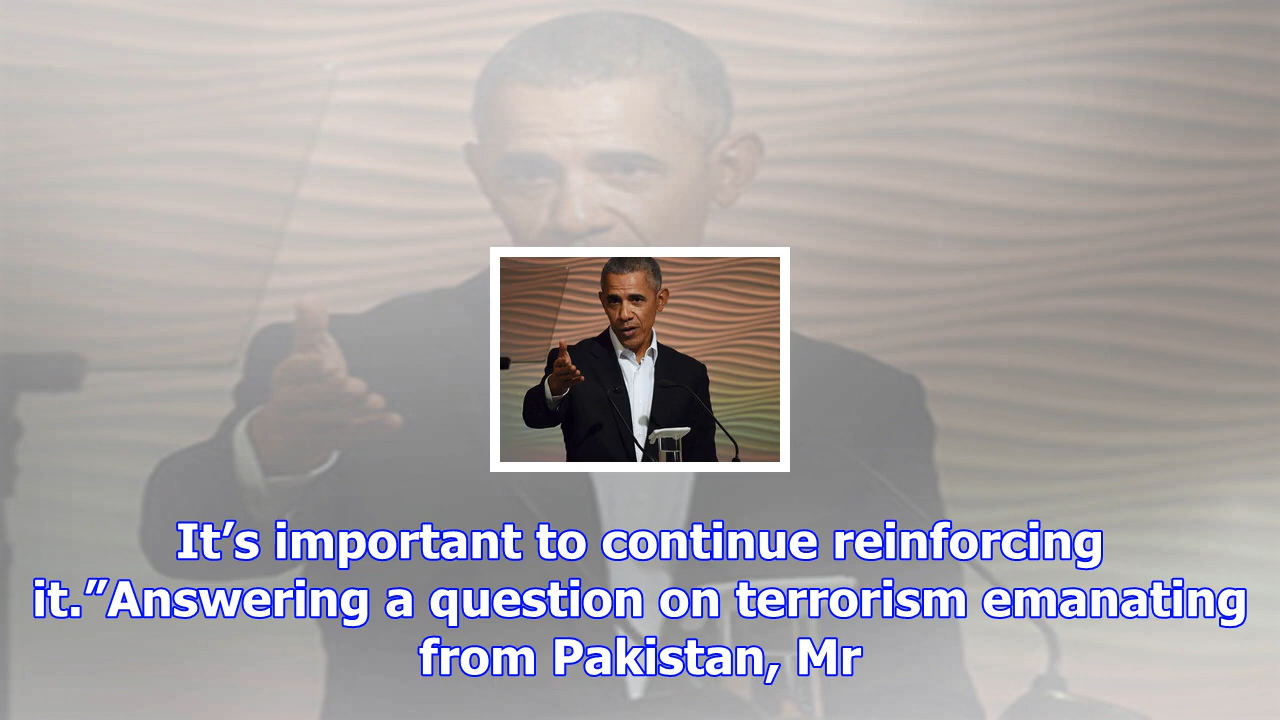 It’s important to continue reinforcing
it.”Answering a question on terrorism emanating
from Pakistan, Mr